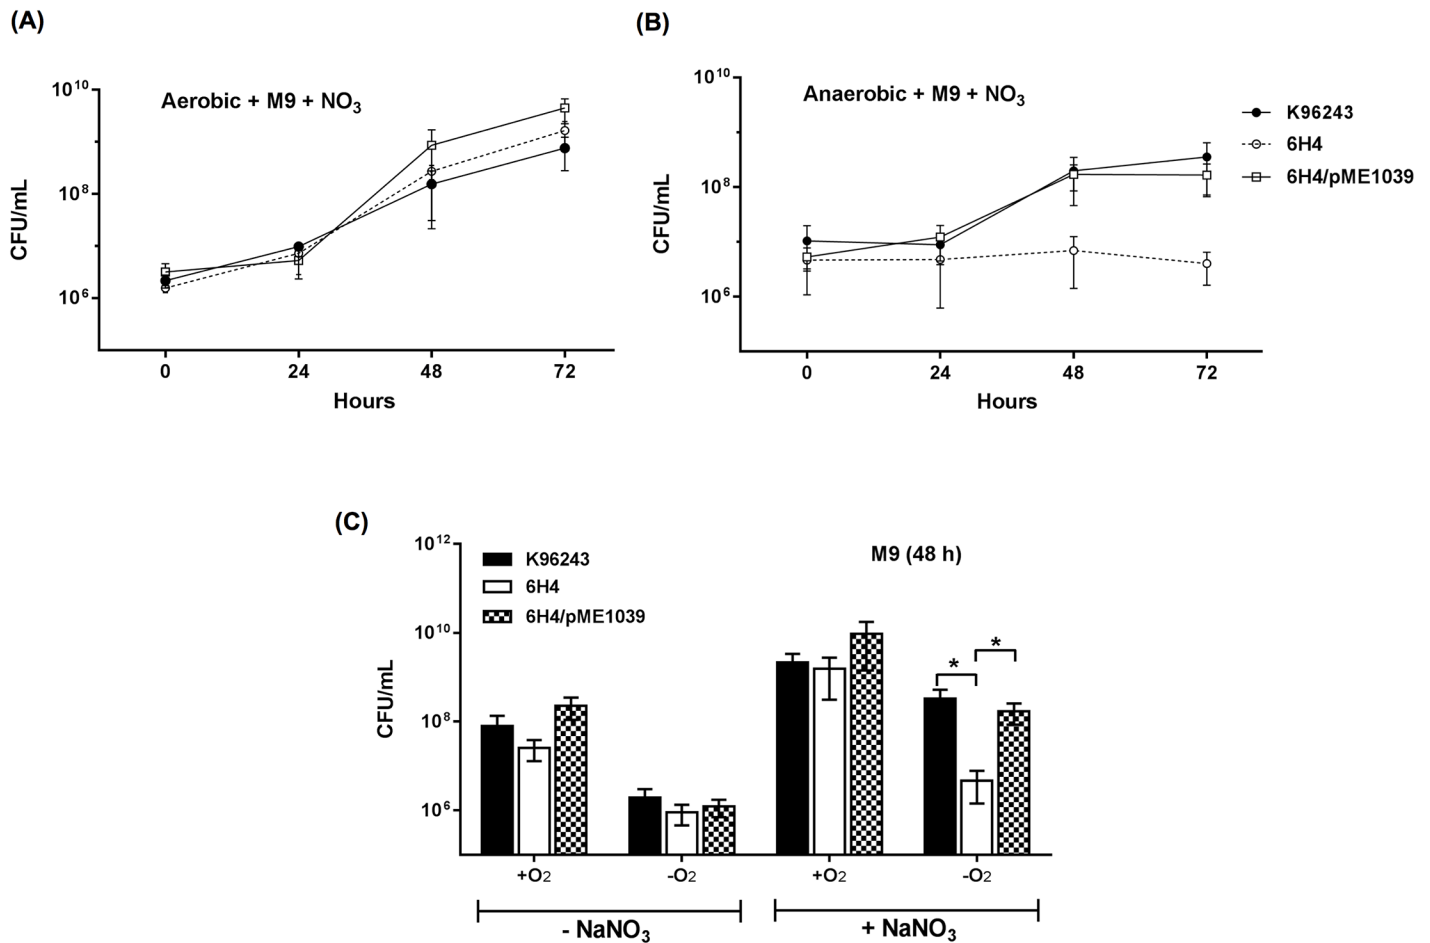 (A)
Aerobic + M9 + NO3
10^10
10^8
10^6
CFU/mL
0 24 48 72
Hours
(B)
Anaerobic + M9 + NO3
10^10
10^8
10^6
CFU/mL
0 24 48 72
Hours
K96243
6H4
6H4/pME1039
(C)
M9 (48 h)
10^12
10^10
10^8
10^6
CFU/mL
K96243
6H4
6H4/pME1039
* *
+O2 -O2 +O2 -O2
- NaNO3 + NaNO3